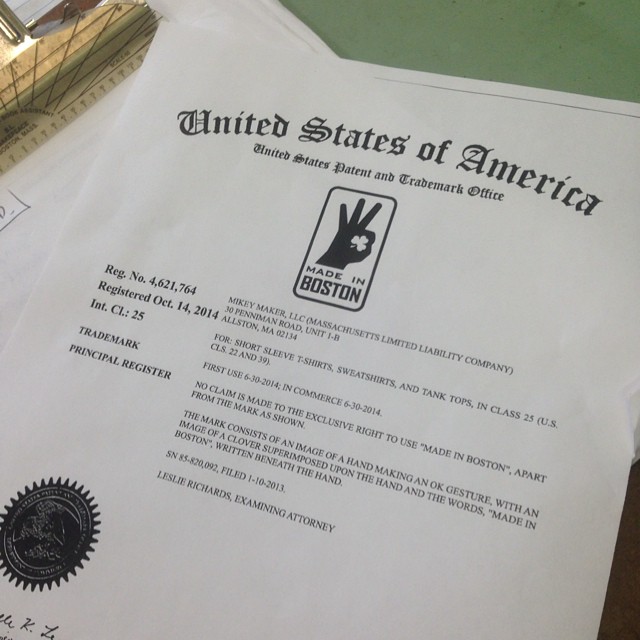 United States of America
United States Patent and Trademark Office
MADE IN
BOSTON
Reg. No. 4,621,764
Registered Oct. 14, 2014
Int. Cl.: 25
TRADEMARK
PRINCIPAL REGISTER
MIKEY MAKER, LLC (MASSACHUSETTS LIMITED LIABILITY COMPANY)
30 PENNIMAN ROAD, UNIT 1-B
ALLSTON, MA 02134
FOR: SHORT SLEEVE T-SHIRTS, SWEATSHIRTS, AND TANK TOPS, IN CLASS 25 (U.S.
CLS. 22 AND 39).
FIRST USE 6-30-2014; IN COMMERCE 6-30-2014.
NO CLAIM IS MADE TO THE EXCLUSIVE RIGHT TO USE "MADE IN BOSTON", APART
FROM THE MARK AS SHOWN.
THE MARK CONSISTS OF AN IMAGE OF A HAND MAKING AN OK GESTURE, WITH AN
IMAGE OF A CLOVER SUPERIMPOSED UPON THE HAND AND THE WORDS, "MADE IN
BOSTON". WRITTEN BENEATH THE HAND.
SN 85-820,092, FILED 1-10-2013.
LESLIE RICHARDS, EXAMINING ATTORNEY